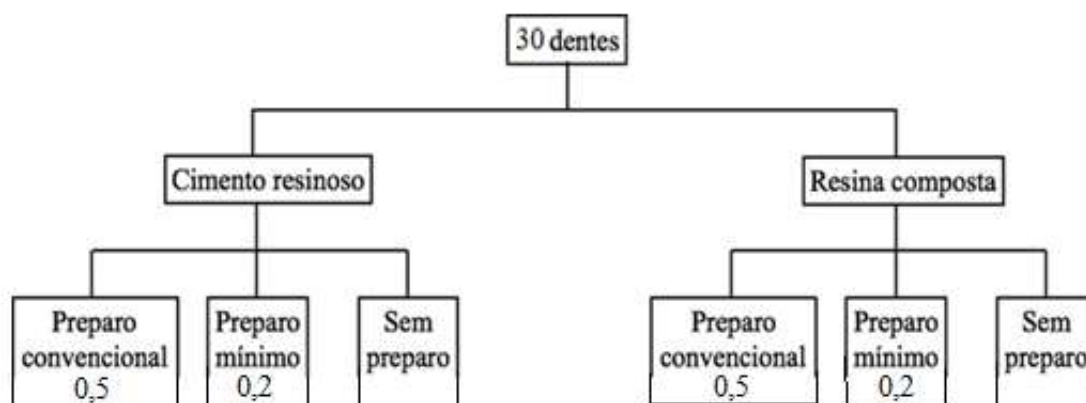 30 dentes
Cimento resinoso
Resina composta
Preparo
convencional
0,5
Preparo
mínimo
0,2
Sem
preparo
Preparo
convencional
0,5
Preparo
mínimo
0,2
Sem
preparo